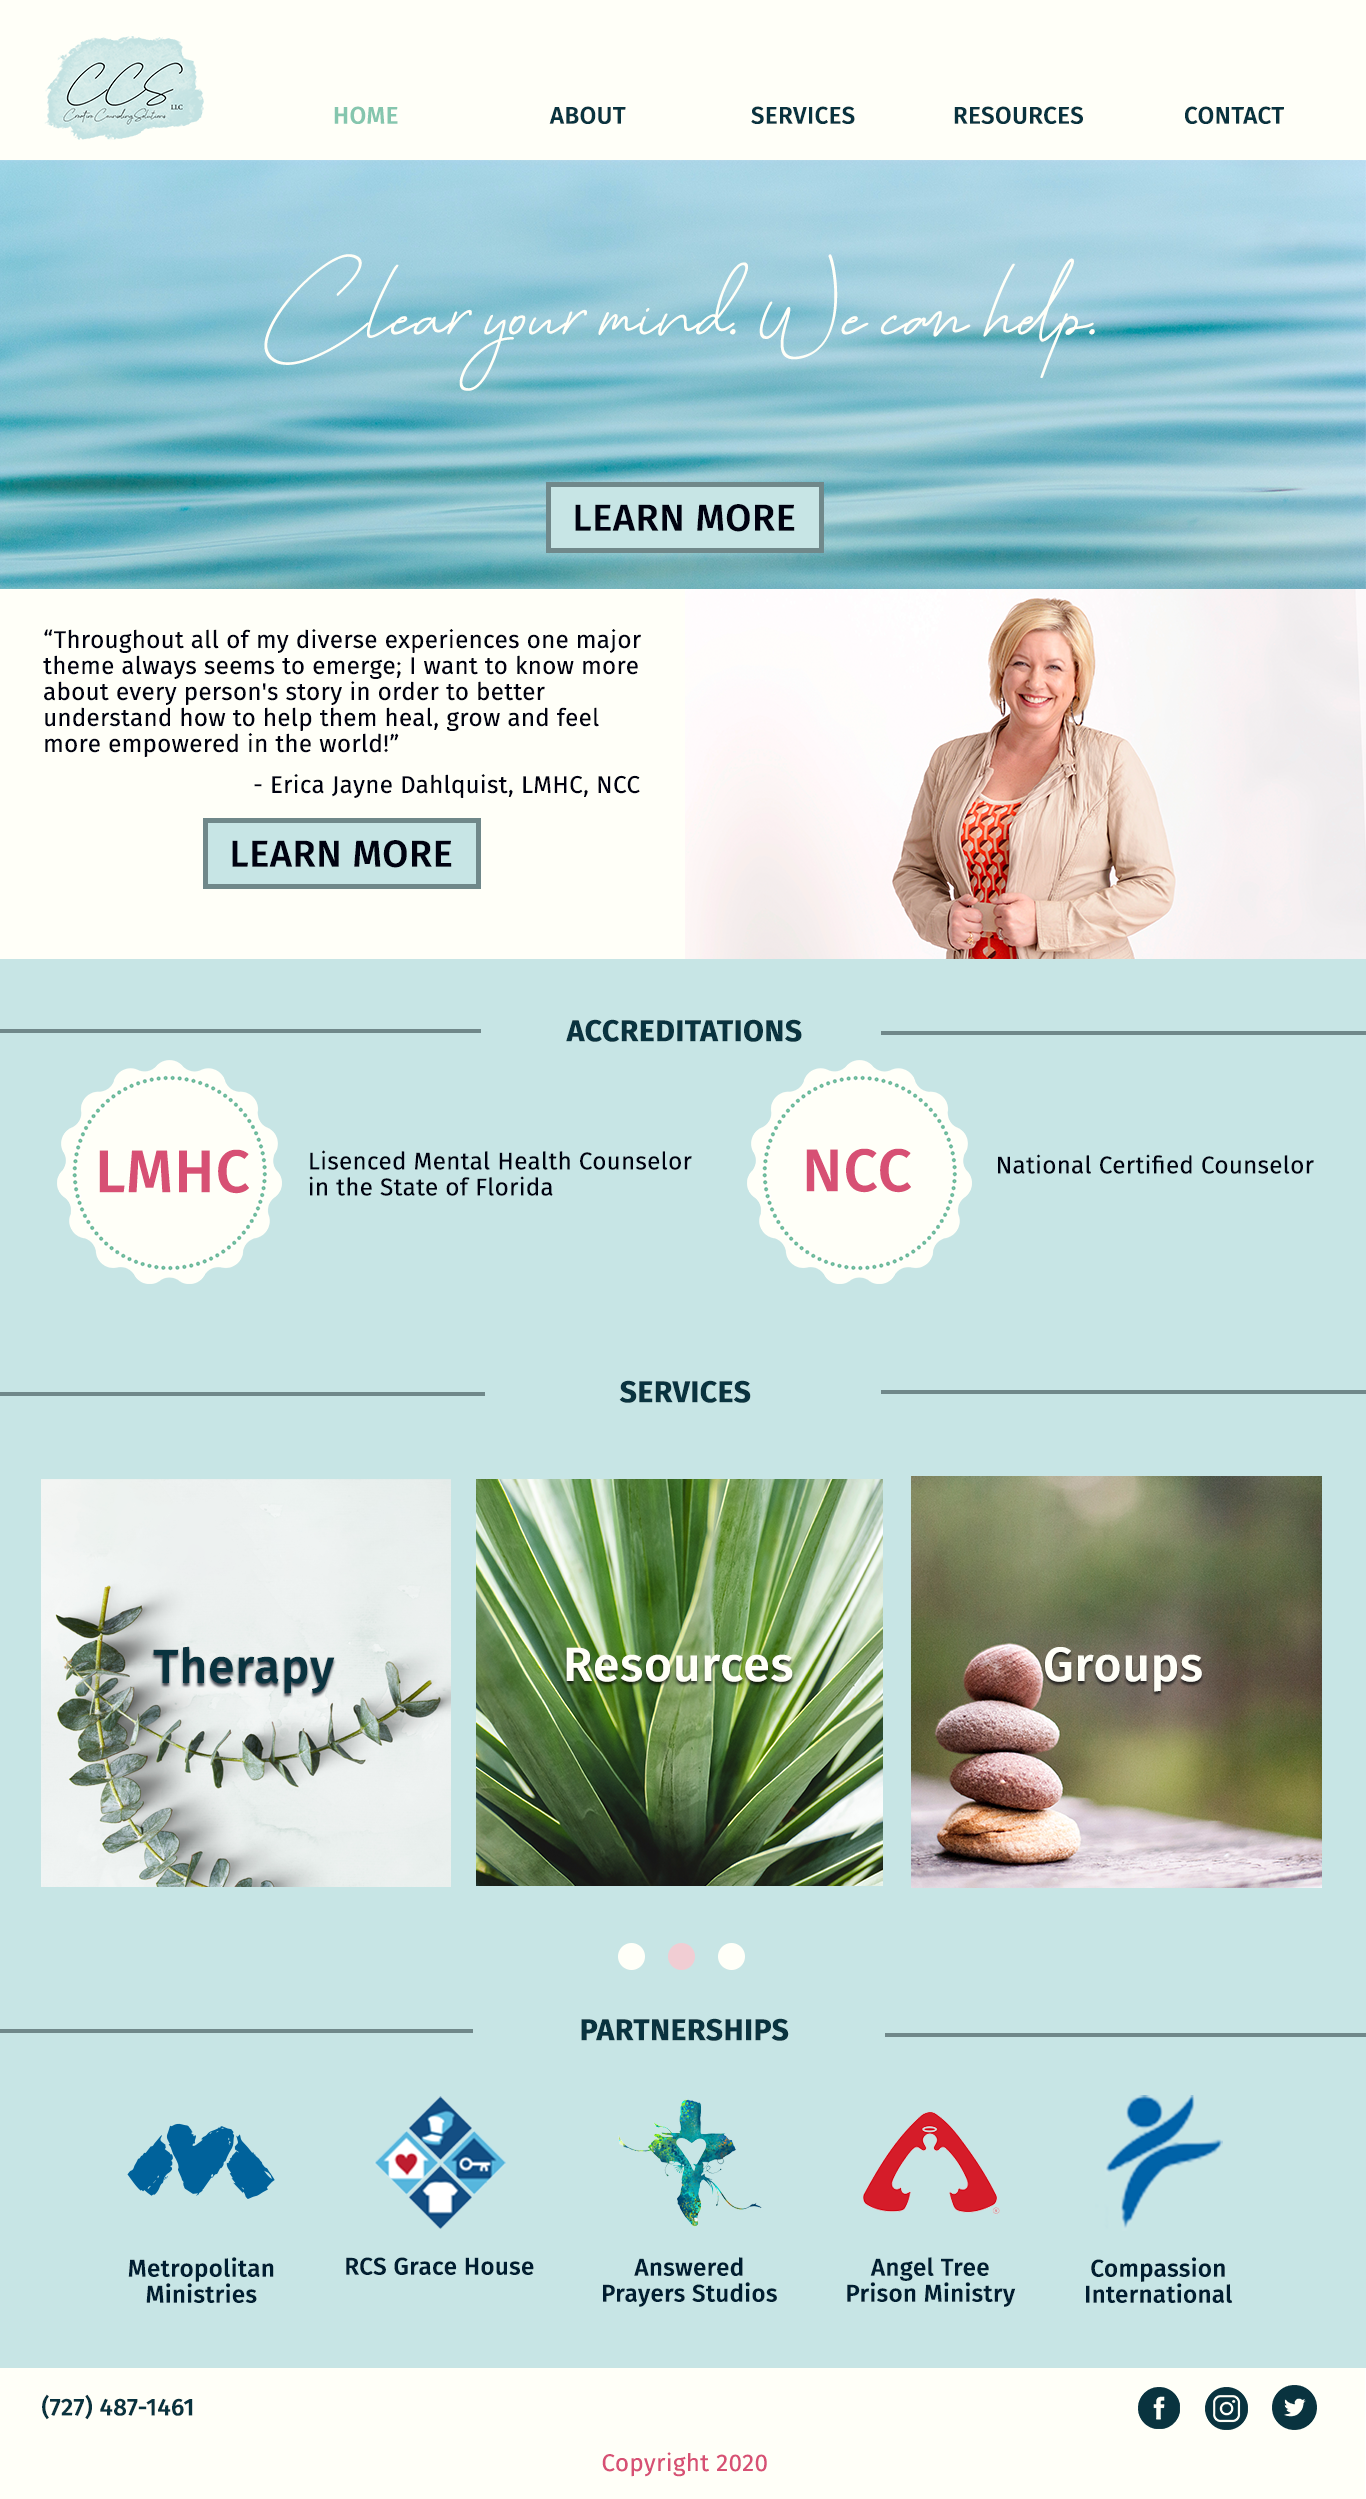 CCS
LLC
Creative Counseling Solutions
HOME
ABOUT
SERVICES
RESOURCES
CONTACT
Clear your mind. We can help.
LEARN MORE
“Throughout all of my diverse experiences one major
theme always seems to emerge; I want to know more
about every person's story in order to better
understand how to help them heal, grow and feel
more empowered in the world!”
- Erica Jayne Dahlquist, LMHC, NCC
LEARN MORE
ACCREDITATIONS
LMHC
Lisenced Mental Health Counselor
in the State of Florida
NCC
National Certified Counselor
SERVICES
Therapy
Resources
Groups
PARTNERSHIPS
Metropolitan
Ministries
RCS Grace House
Answered
Prayers Studios
Angel Tree
Prison Ministry
Compassion
International
(727) 487-1461
Copyright 2020